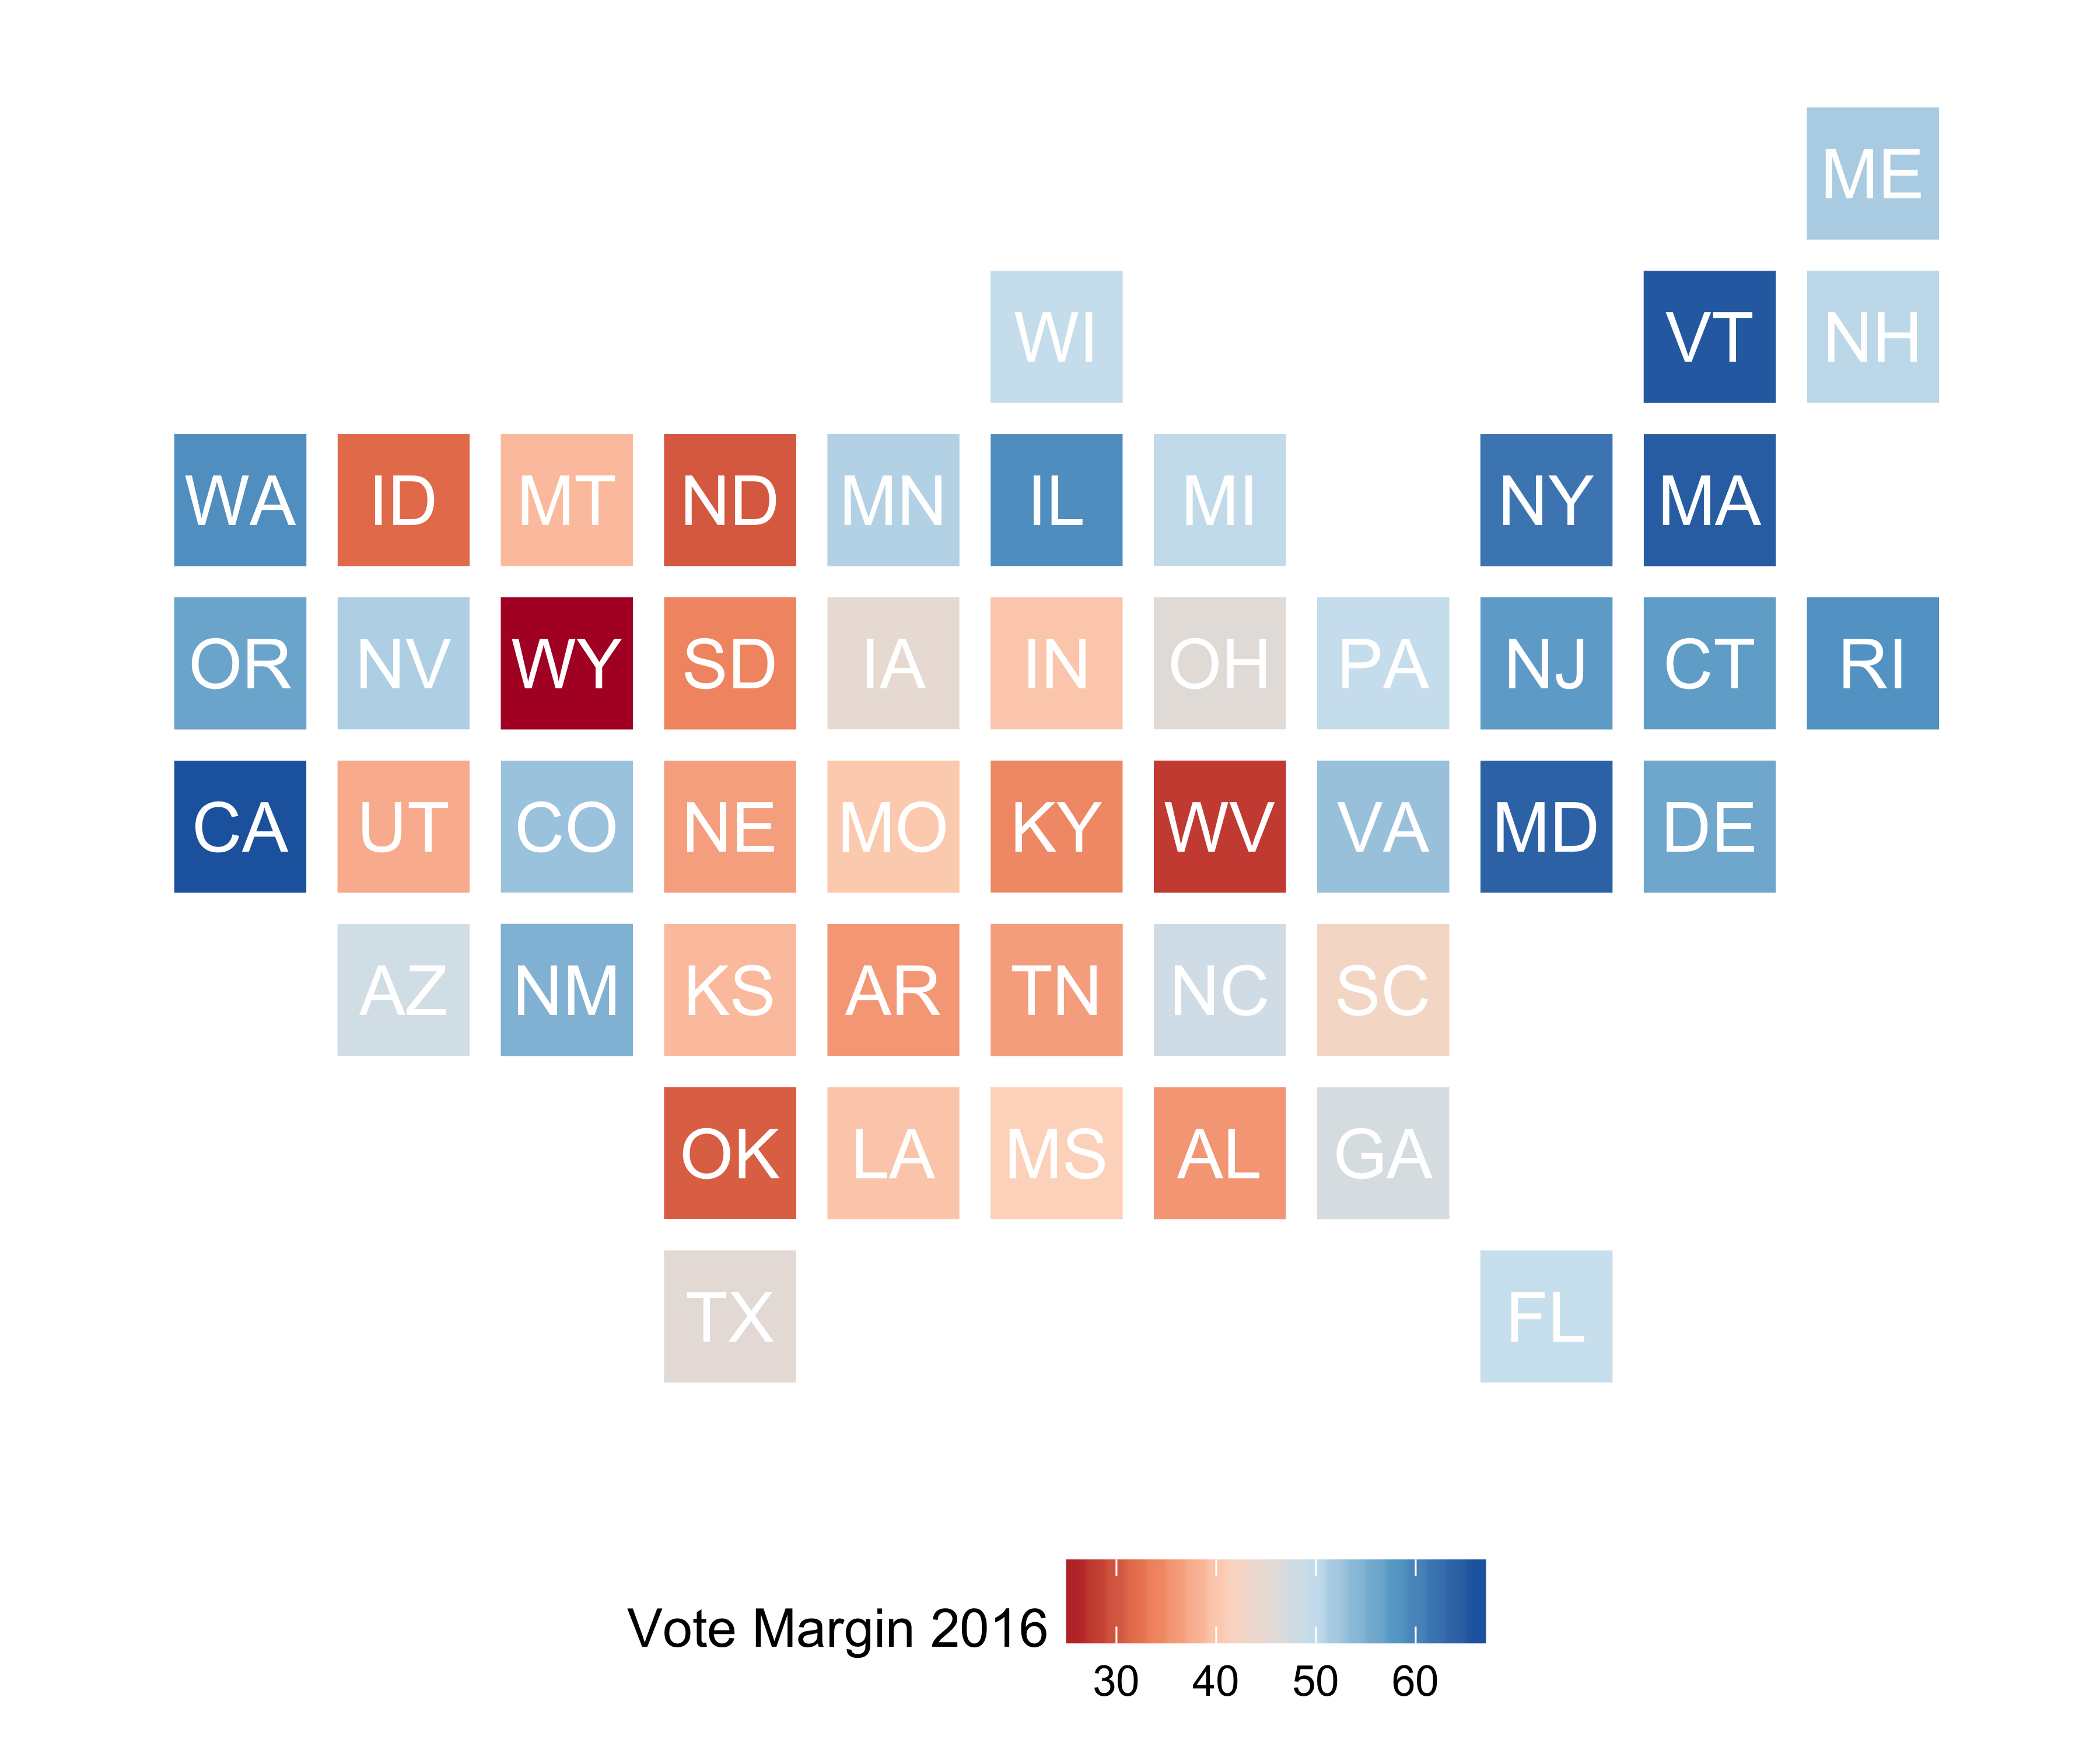 ME
WI VT NH
WA ID MT ND MN IL MI NY MA
OR NV WY SD IA IN OH PA NJ CT RI
CA UT CO NE MO KY WV VA MD DE
AZ NM KS AR TN NC SC
OK LA MS AL GA
TX FL
Vote Margin 2016
30 40 50 60